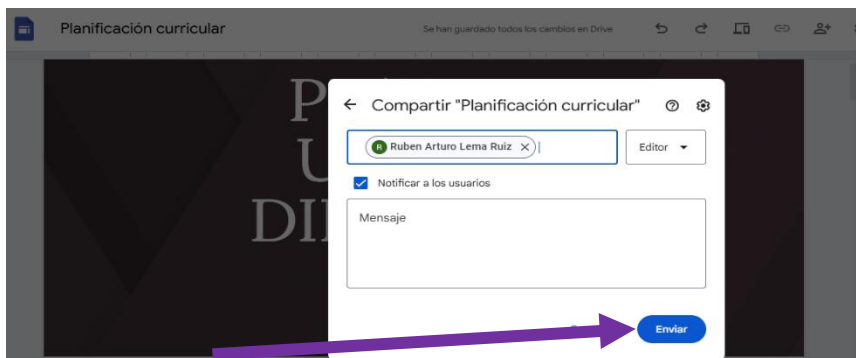 Planificación curricular
Se han guardado todos los cambios en Drive
P
U
DI
Compartir "Planificación curricular"
R Ruben Arturo Lema Ruiz
Editor
Notificar a los usuarios
Mensaje
Enviar